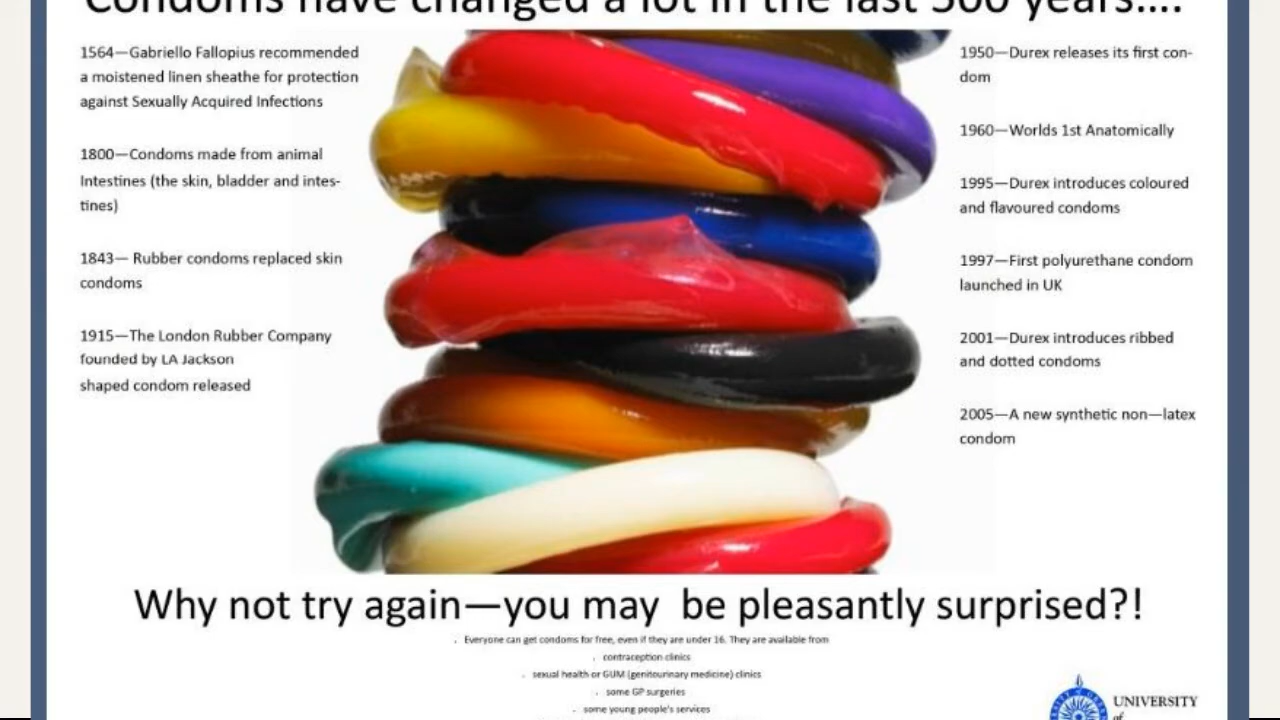 Condoms have changed a lot in the last 500 years....
1564—Gabriello Fallopius recommended
a moistened linen sheathe for protection
against Sexually Acquired Infections
1800—Condoms made from animal
Intestines (the skin, bladder and intes-
tines)
1843— Rubber condoms replaced skin
condoms
1915—The London Rubber Company
founded by LA Jackson
shaped condom released
1950—Durex releases its first con-
dom
1960—Worlds 1st Anatomically
1995—Durex introduces coloured
and flavoured condoms
1997—First polyurethane condom
launched in UK
2001—Durex introduces ribbed
and dotted condoms
2005—A new synthetic non—latex
condom
Why not try again—you may  be pleasantly surprised?!
. Everyone can get condoms for free, even if they are under 16. They are available from
. contraception clinics
. sexual health or GUM (genitourinary medicine) clinics
. some GP surgeries
. some young people's services
UNIVERSITY
of